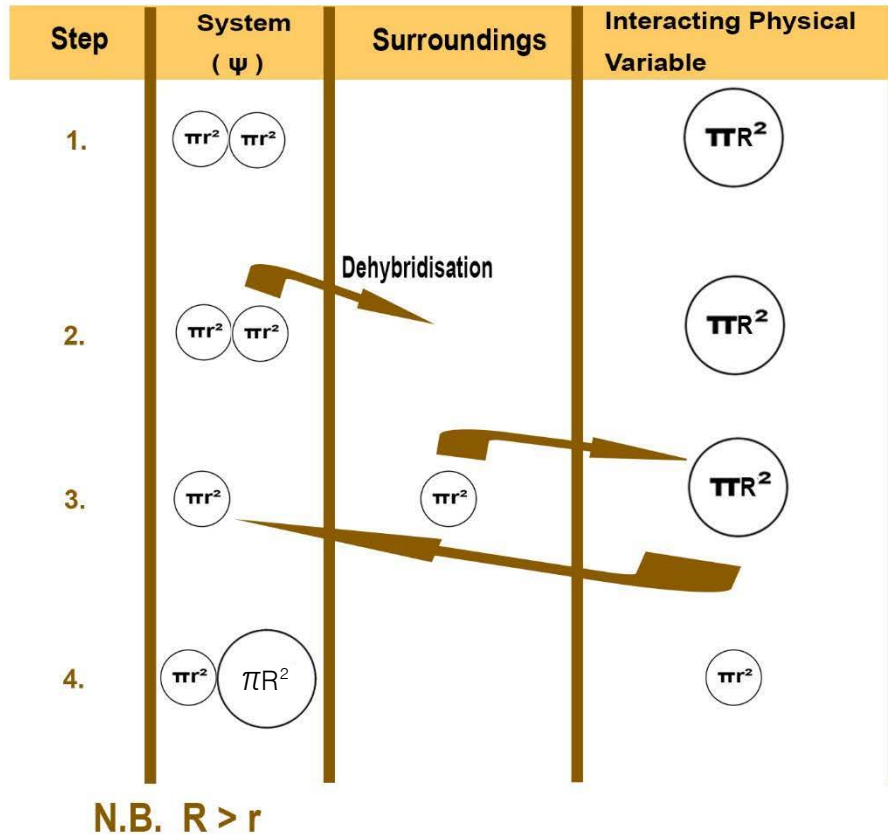 Step
System
( ψ )
Surroundings
Interacting Physical
Variable
1.
πr² πr²
πR²
Dehybridisation
2.
πr² πr²
πR²
3.
πr²
πr²
πR²
4.
πr² πR²
πr²
N.B. R > r